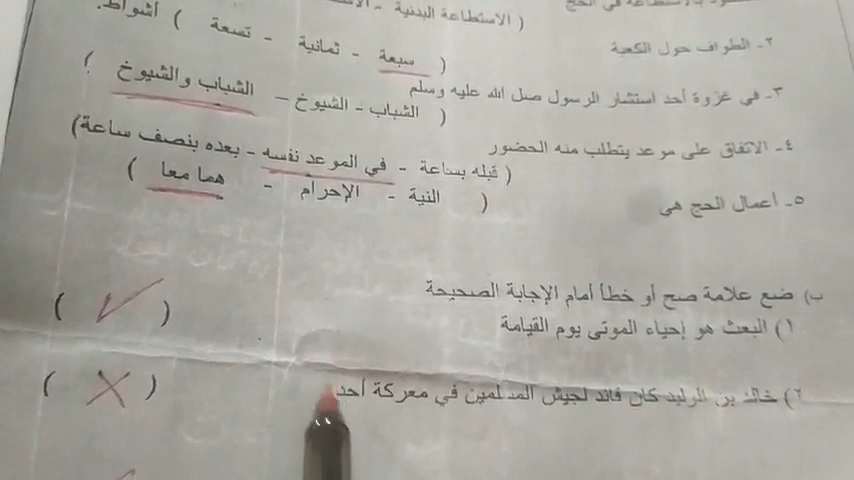 في الحج ( الاستطاعة البدنية -
٢- الطواف حول الكعبة ( سبعة - ثمانية - تسعة ) أشواط.
٣- في غزوة أحد استشار الرسول صل الله عليه وسلم ( الشباب - الشيوخ - الشباب والشيوخ )
٤- الاتفاق على موعد يتطلب منه الحضور ( قبله بساعة - في الموعد نفسه - بعده بنصف ساعة)
٥- أعمال الحج هي ( النية - الإحرام - هما معا )
ب) ضع علامة صح أو خطأ أمام الإجابة الصحيحة
١) البعث هو إحياء الموتى يوم القيامة ( ✓ )
٦) خالد بن الوليد كان قائد لجيش المسلمين في معركة أحد ( X )